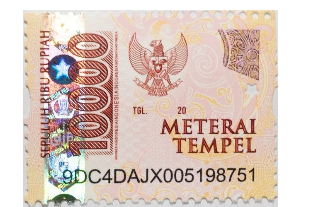 SEPULUH RIBU RUPIAH
10000
TGL. 20
METERAI
TEMPEL
9DC4DAJX005198751